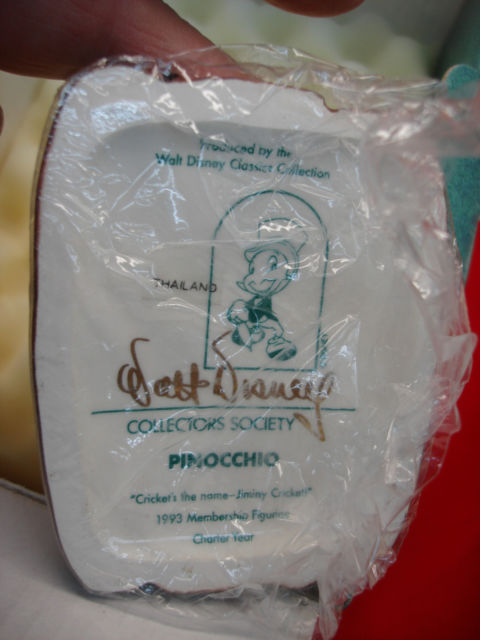 Produced by the
Walt Disney Classics Collection
THAILAND
Walt Disney
COLLECTORS SOCIETY
PINOCCHIO
"Cricket's the name–Jiminy Cricket!"
1993 Membership Figurine
Charter Year